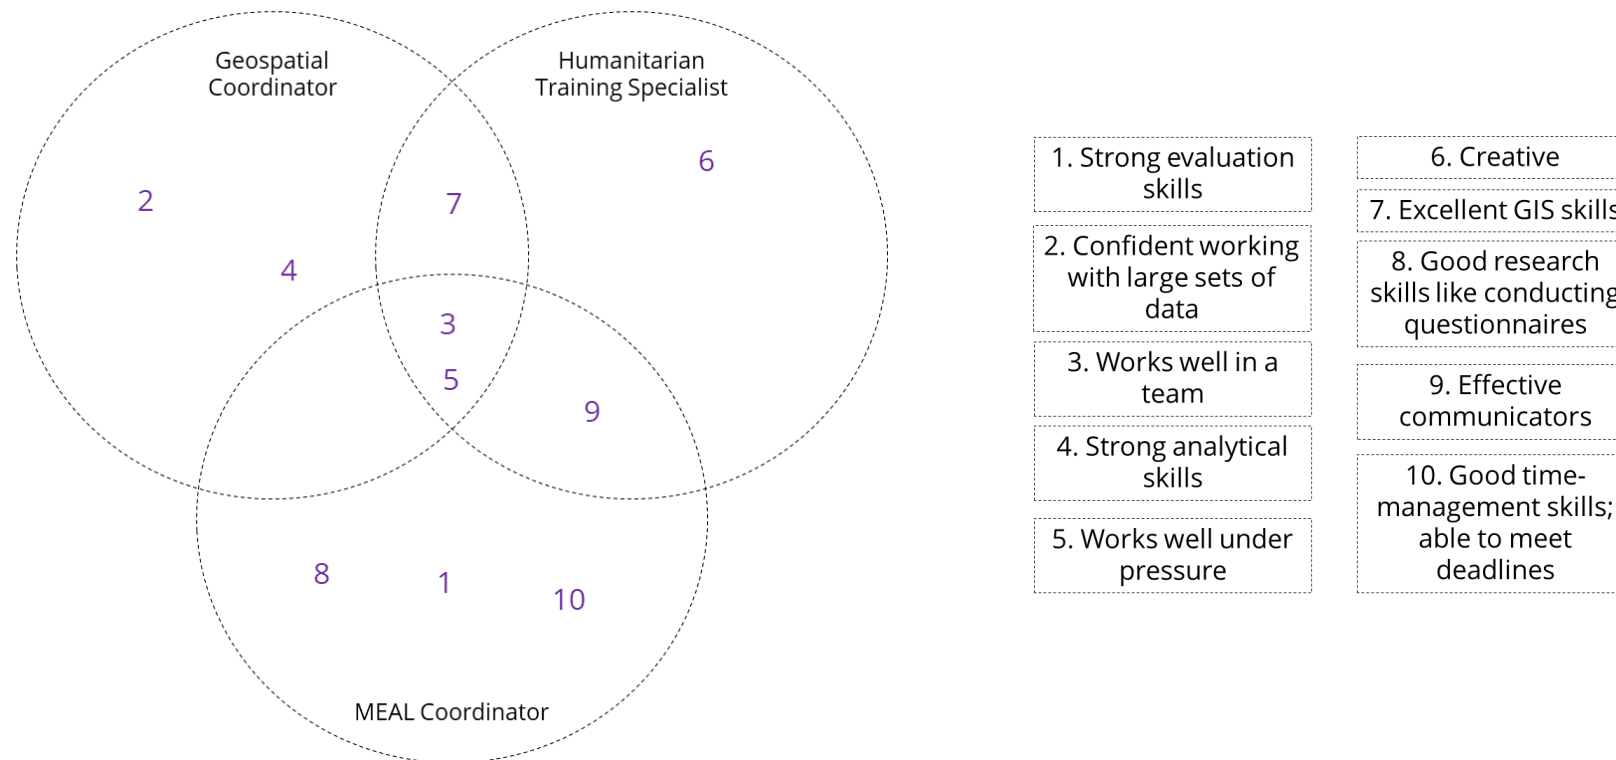 Geospatial
Coordinator
Humanitarian
Training Specialist
6
2
7
4
3
5
9
8
1
10
MEAL Coordinator
1. Strong evaluation
skills
2. Confident working
with large sets of
data
3. Works well in a
team
4. Strong analytical
skills
5. Works well under
pressure
6. Creative
7. Excellent GIS skills
8. Good research
skills like conducting
questionnaires
9. Effective
communicators
10. Good time-
management skills;
able to meet
deadlines